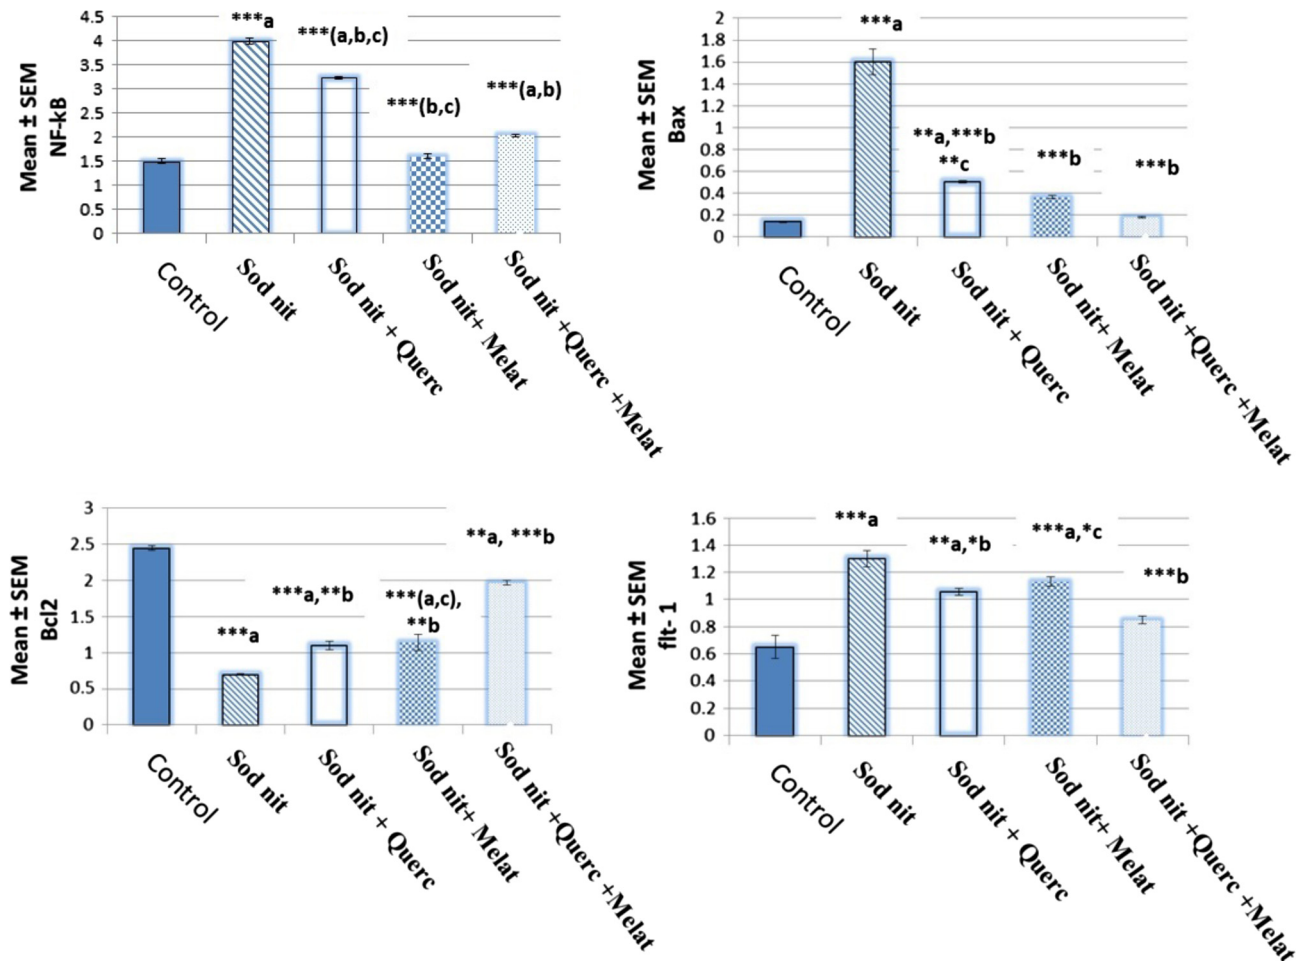 Mean ± SEM
NF-kB
4.5
4
3.5
3
2.5
2
1.5
1
0.5
0
***a
***(a,b,c)
***(b,c)
***(a,b)
Control
Sod nit
Sod nit + Querc
Sod nit+ Melat
Sod nit +Querc +Melat
Mean ± SEM
Bax
2
1.8
1.6
1.4
1.2
1
0.8
0.6
0.4
0.2
0
***a
**a,***b
**c
***b
***b
Control
Sod nit
Sod nit + Querc
Sod nit+ Melat
Sod nit +Querc +Melat
Mean ± SEM
Bcl2
3
2.5
2
1.5
1
0.5
0
***a
***a,**b
***(a,c),
**b
**a, ***b
Control
Sod nit
Sod nit + Querc
Sod nit+ Melat
Sod nit +Querc +Melat
Mean ± SEM
flt- 1
1.6
1.4
1.2
1
0.8
0.6
0.4
0.2
0
***a
**a,*b
***a,*c
***b
Control
Sod nit
Sod nit + Querc
Sod nit+ Melat
Sod nit +Querc +Melat